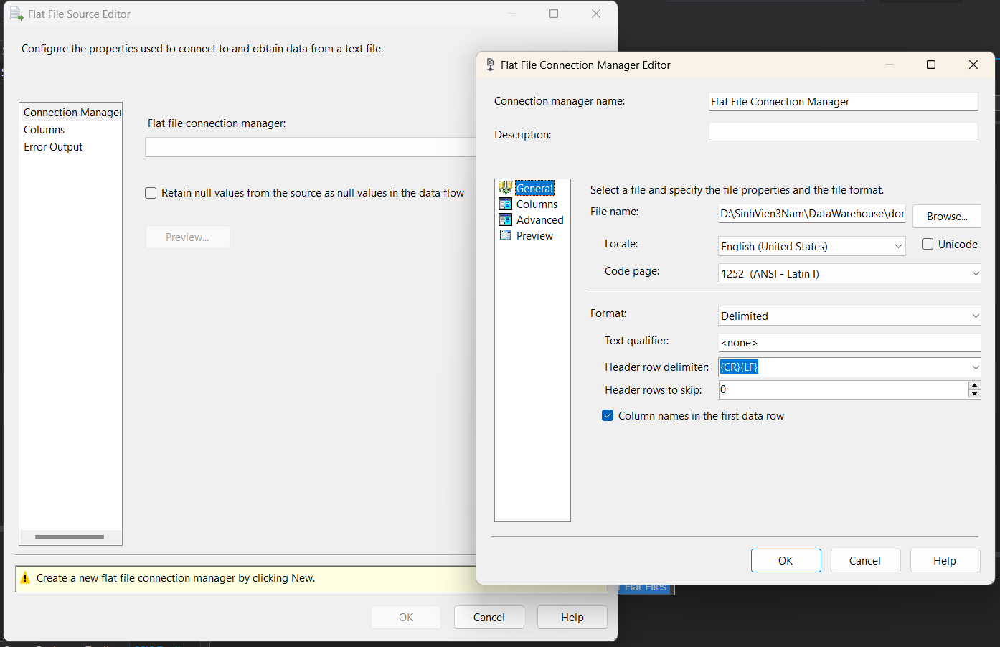 Flat File Source Editor
Configure the properties used to connect to and obtain data from a text file.
Connection Manager
Columns
Error Output
Flat file connection manager:
Retain null values from the source as null values in the data flow
Preview...
Create a new flat file connection manager by clicking New.
OK
Cancel
Help
Flat File Connection Manager Editor
Connection manager name:
Flat File Connection Manager
Description:
General
Columns
Advanced
Preview
Select a file and specify the file properties and the file format.
File name:
D:\SinhVien3Nam\DataWarehouse\dor
Browse...
Locale:
English (United States)
Unicode
Code page:
1252 (ANSI - Latin I)
Format:
Delimited
Text qualifier:
<none>
Header row delimiter:
{CR}{LF}
Header rows to skip:
0
Column names in the first data row
OK
Cancel
Help
Flat Files